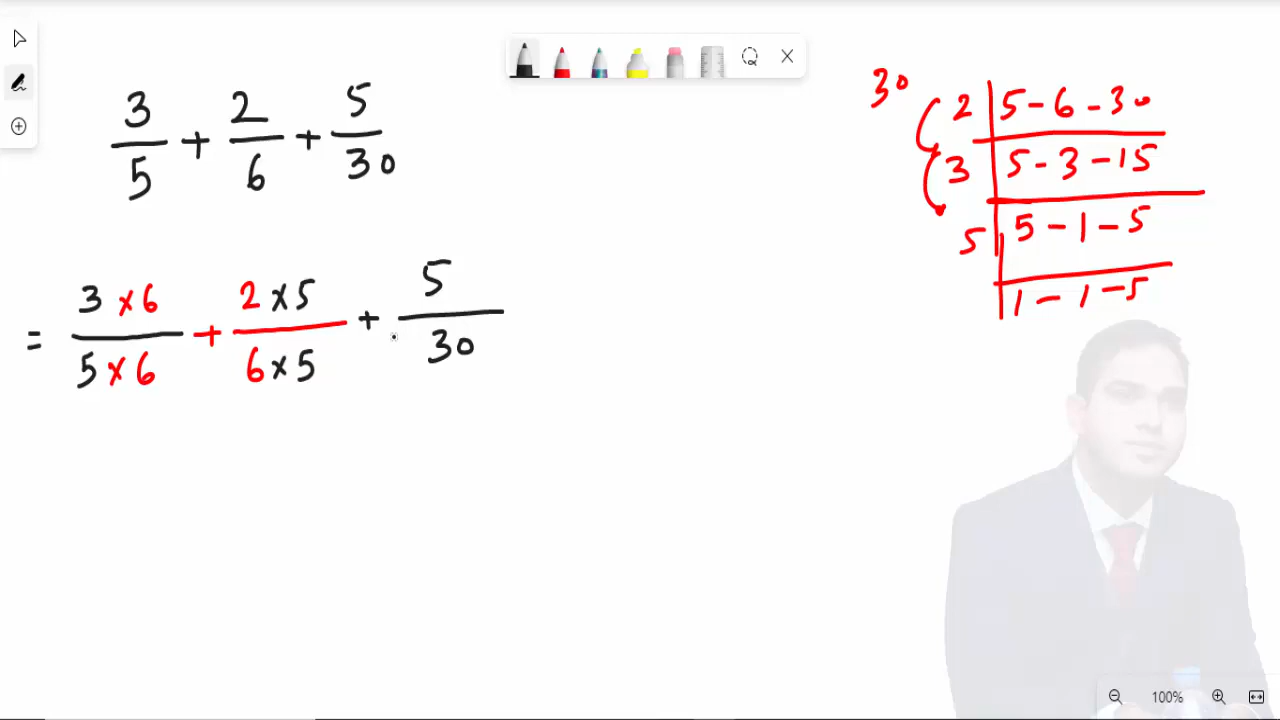 3/5 + 2/6 + 5/30
= 3 × 6 / 5 × 6 + 2 × 5 / 6 × 5 + 5 / 30
30
2 | 5 - 6 - 30
3 | 5 - 3 - 15
5 | 5 - 1 - 5
1 - 1 - 5
100%